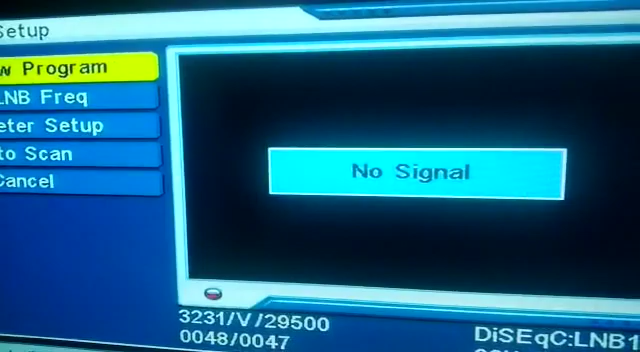 Setup
w Program
LNB Freq
eter Setup
to Scan
Cancel
No Signal
3231/V/29500
0048/0047
DiSEqC:LNB1